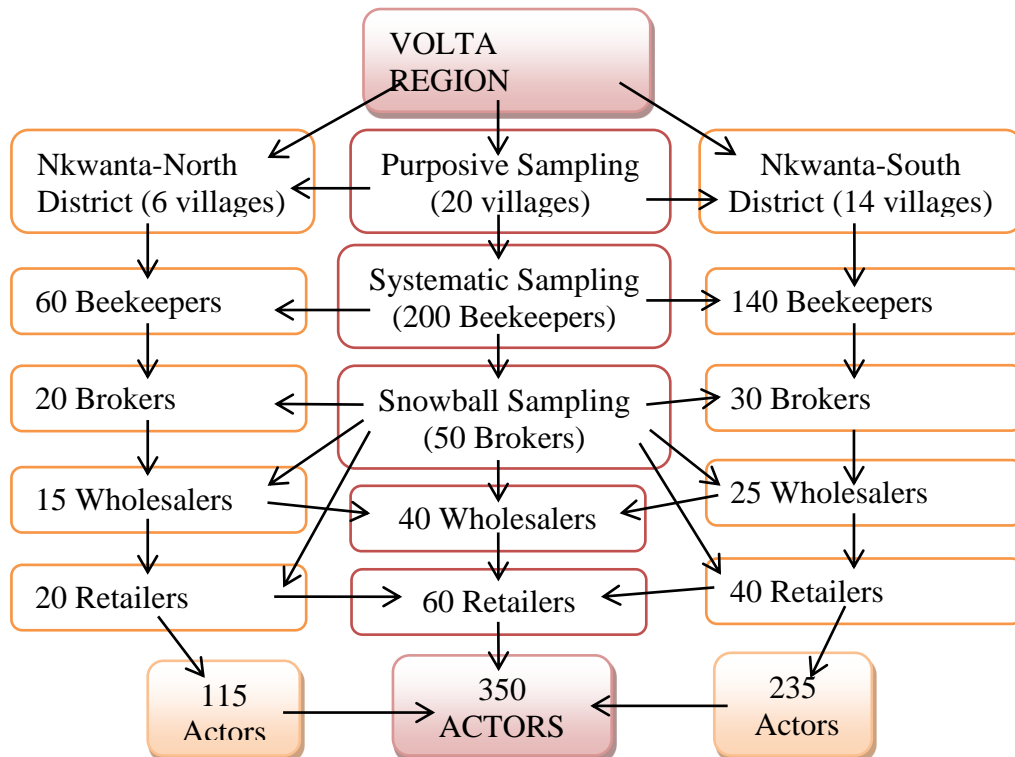 VOLTA
REGION
Nkwanta-North
District (6 villages)
Purposive Sampling
(20 villages)
Nkwanta-South
District (14 villages)
60 Beekeepers
Systematic Sampling
(200 Beekeepers)
140 Beekeepers
20 Brokers
Snowball Sampling
(50 Brokers)
30 Brokers
15 Wholesalers
40 Wholesalers
25 Wholesalers
20 Retailers
60 Retailers
40 Retailers
115
Actors
350
ACTORS
235
Actors